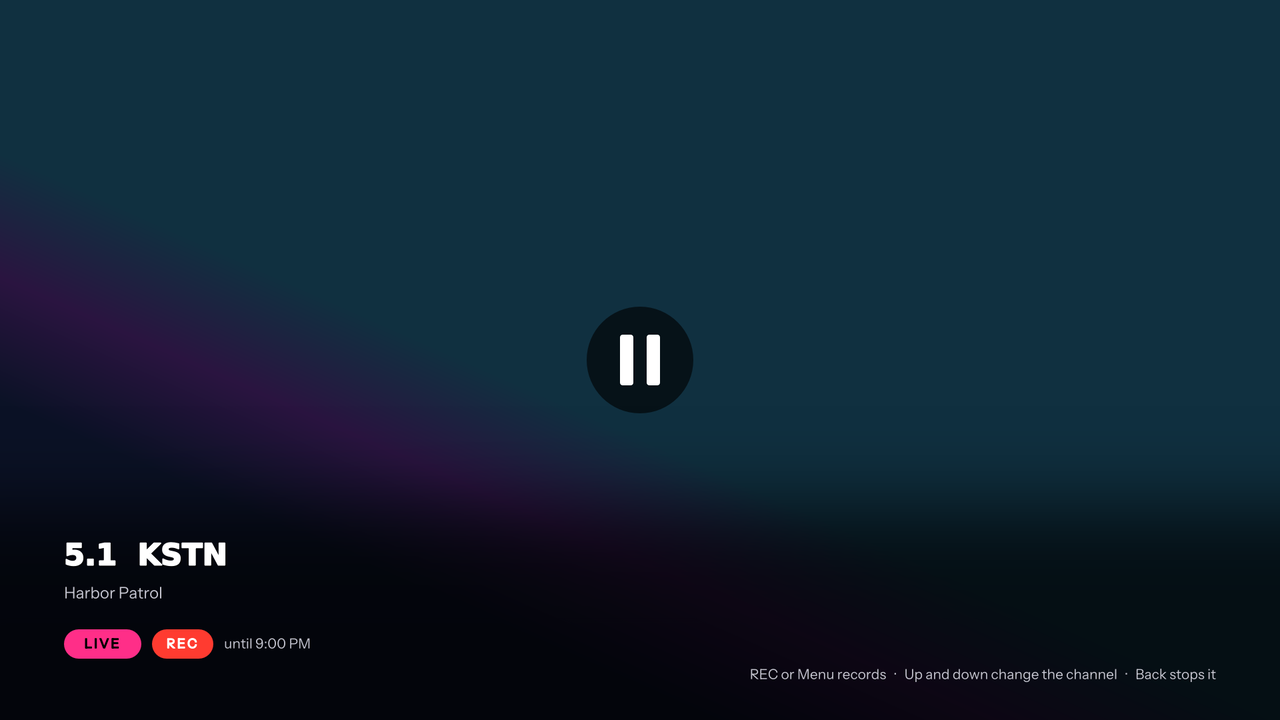 5.1 KSTN
Harbor Patrol
LIVE REC until 9:00 PM
REC or Menu records · Up and down change the channel · Back stops it